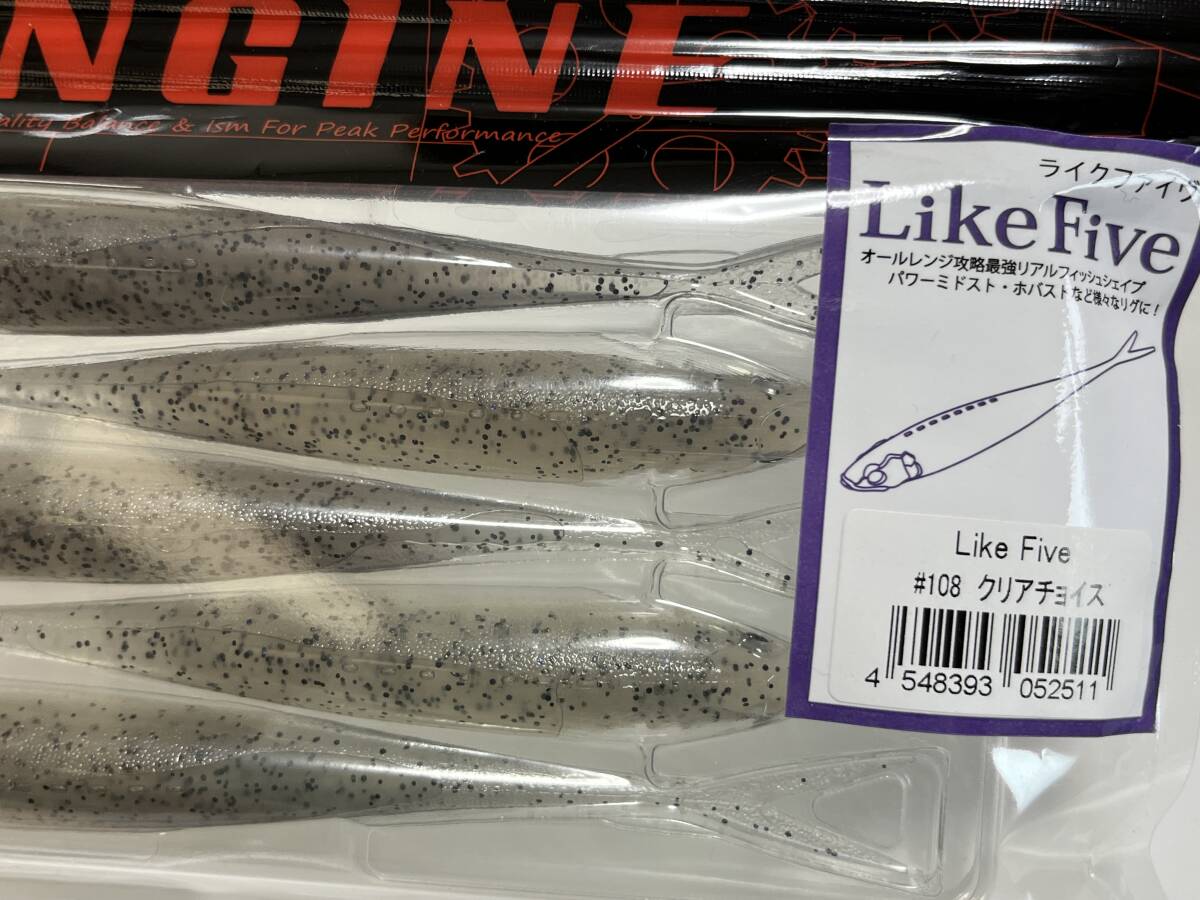 NGINE
ality Balance & Ism For Peak Performance
ライクファイヴ
Like Five
オールレンジ攻略最強リアルフィッシュシェイプ
パワーミドスト・ホバストなど様々なリグに!
Like Five
#108 クリアチョイス
4 548393 052511